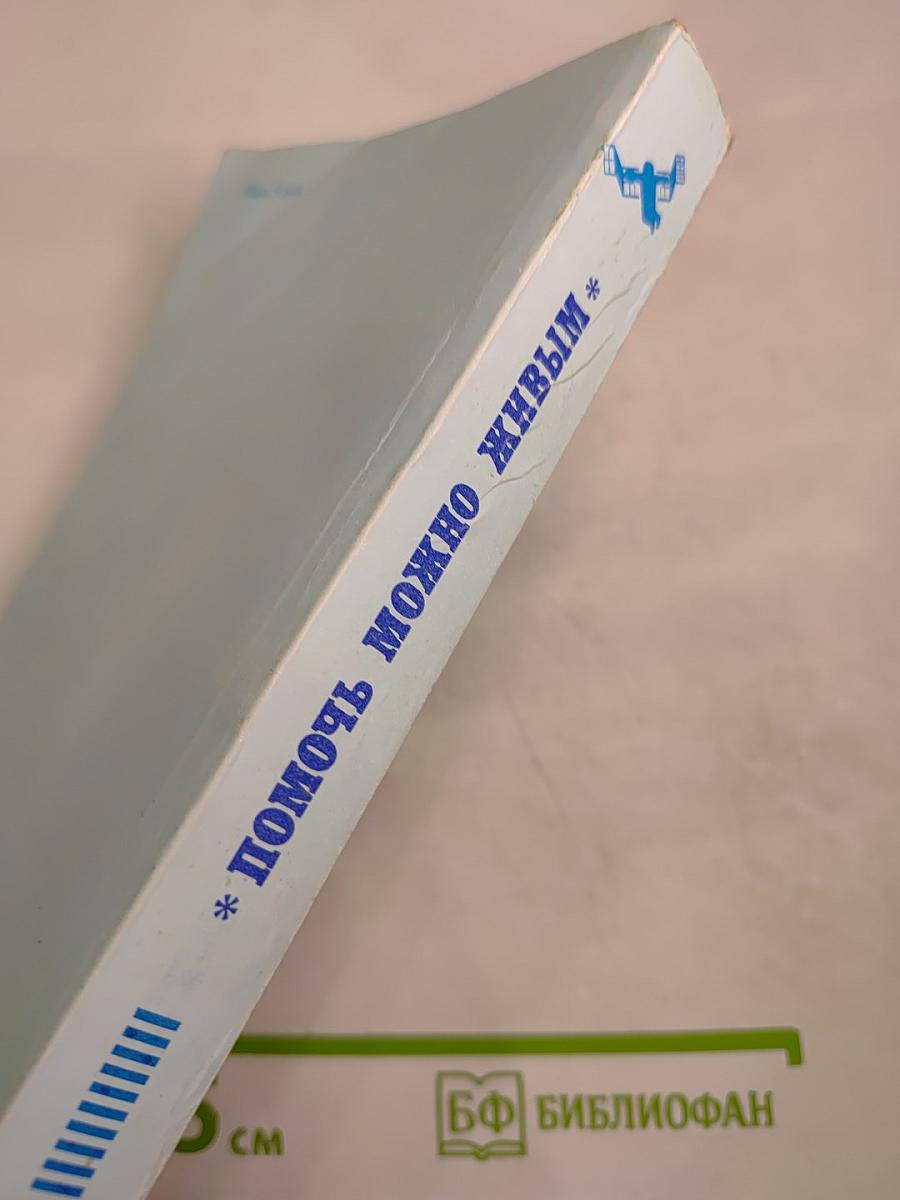 * ПОМОЧЬ МОЖНО ЖИВЫМ *
см
БФ БИБЛИОФАН